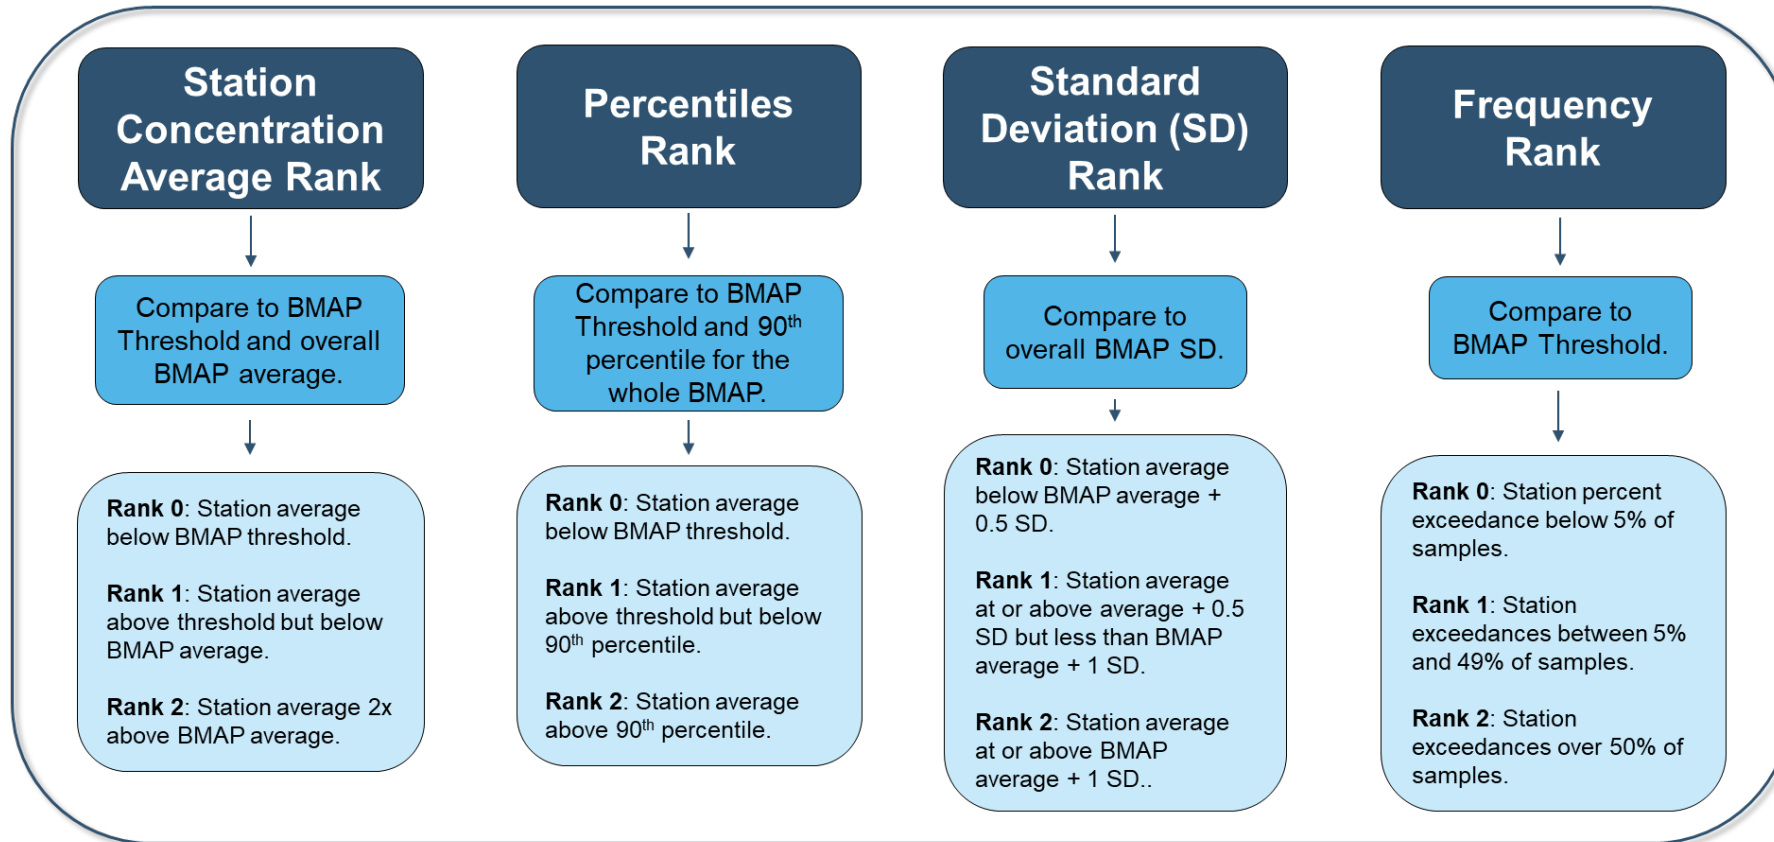 Station
Concentration
Average Rank
Compare to BMAP
Threshold and overall
BMAP average.
Rank 0: Station average
below BMAP threshold.
Rank 1: Station average
above threshold but below
BMAP average.
Rank 2: Station average 2x
above BMAP average.
Percentiles
Rank
Compare to BMAP
Threshold and 90th
percentile for the
whole BMAP.
Rank 0: Station average
below BMAP threshold.
Rank 1: Station average
above threshold but below
90th percentile.
Rank 2: Station average
above 90th percentile.
Standard
Deviation (SD)
Rank
Compare to
overall BMAP SD.
Rank 0: Station average
below BMAP average +
0.5 SD.
Rank 1: Station average
at or above average + 0.5
SD but less than BMAP
average + 1 SD.
Rank 2: Station average
at or above BMAP
average + 1 SD..
Frequency
Rank
Compare to
BMAP Threshold.
Rank 0: Station percent
exceedance below 5% of
samples.
Rank 1: Station
exceedances between 5%
and 49% of samples.
Rank 2: Station
exceedances over 50% of
samples.